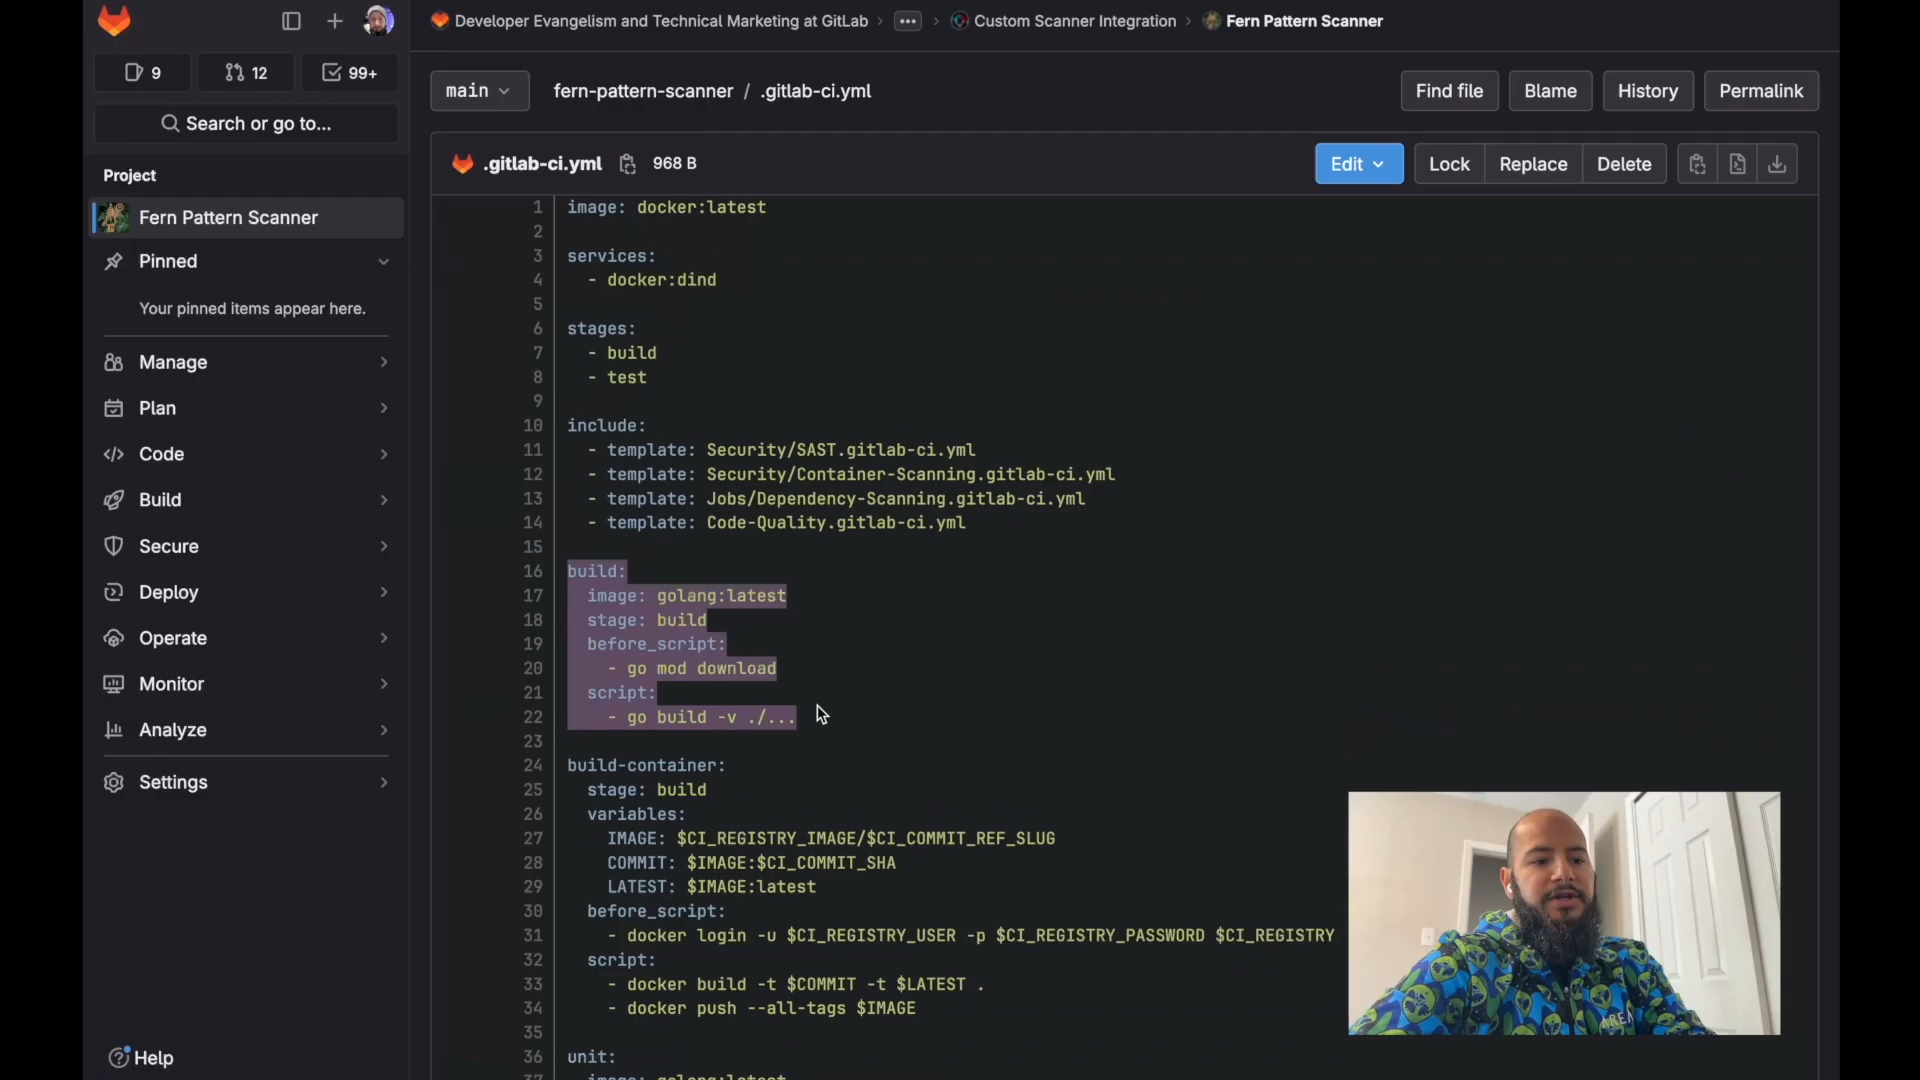 Developer Evangelism and Technical Marketing at GitLab > ... > Custom Scanner Integration > Fern Pattern Scanner
9
12
99+
Search or go to...
Project
Fern Pattern Scanner
Pinned
Your pinned items appear here.
Manage
Plan
Code
Build
Secure
Deploy
Operate
Monitor
Analyze
Settings
Help
main
fern-pattern-scanner / .gitlab-ci.yml
Find file
Blame
History
Permalink
.gitlab-ci.yml
968 B
Edit
Lock
Replace
Delete
1 image: docker:latest
2
3 services:
4 - docker:dind
5
6 stages:
7 - build
8 - test
9
10 include:
11 - template: Security/SAST.gitlab-ci.yml
12 - template: Security/Container-Scanning.gitlab-ci.yml
13 - template: Jobs/Dependency-Scanning.gitlab-ci.yml
14 - template: Code-Quality.gitlab-ci.yml
15
16 build:
17 image: golang:latest
18 stage: build
19 before_script:
20 - go mod download
21 script:
22 - go build -v ./...
23
24 build-container:
25 stage: build
26 variables:
27 IMAGE: $CI_REGISTRY_IMAGE/$CI_COMMIT_REF_SLUG
28 COMMIT: $IMAGE:$CI_COMMIT_SHA
29 LATEST: $IMAGE:latest
30 before_script:
31 - docker login -u $CI_REGISTRY_USER -p $CI_REGISTRY_PASSWORD $CI_REGISTRY
32 script:
33 - docker build -t $COMMIT -t $LATEST .
34 - docker push --all-tags $IMAGE
35
36 unit:
37 image: golang:latest